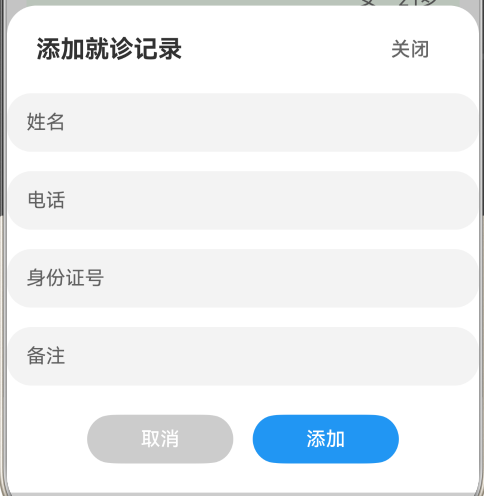 添加就诊记录 关闭
姓名
电话
身份证号
备注
取消 添加